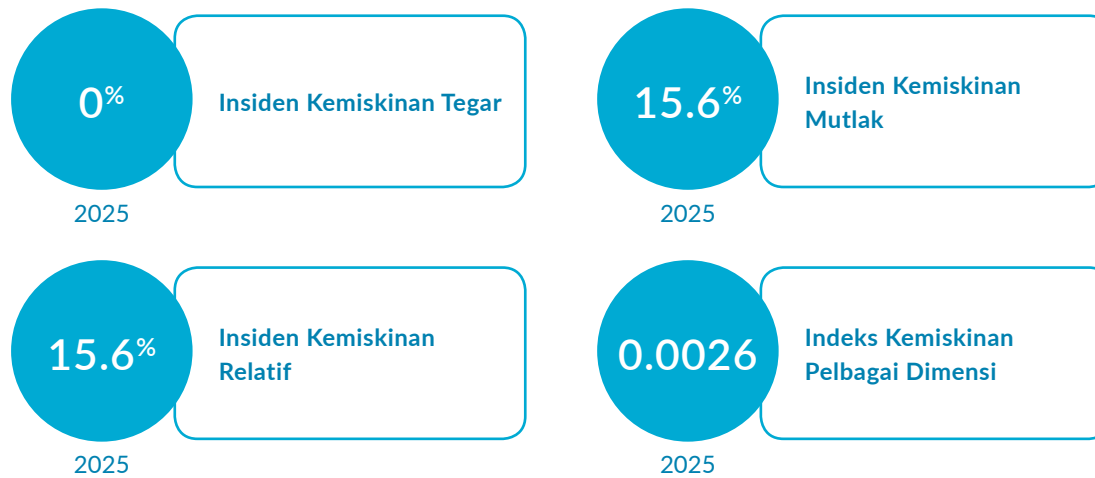 0%
Insiden Kemiskinan Tegar
2025
15.6%
Insiden Kemiskinan
Mutlak
2025
15.6%
Insiden Kemiskinan
Relatif
2025
0.0026
Indeks Kemiskinan
Pelbagai Dimensi
2025